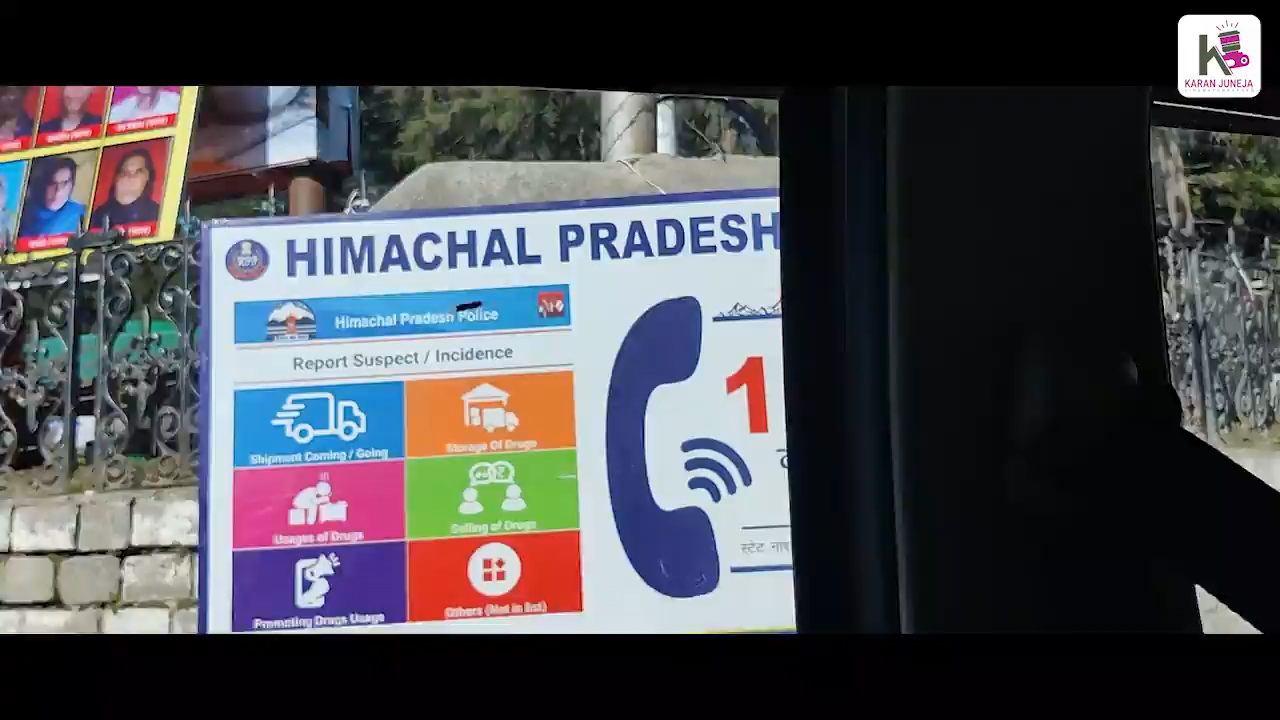 KARAN JUNEJA
HIMACHAL PRADESH
Himachal Pradesh Police
Report Suspect / Incidence
Shipment Coming / Going
Storage Of Drugs
Usages of Drugs
Selling of Drugs
Promoting Drugs Usage
Others (Not in list)
1
स्टेट